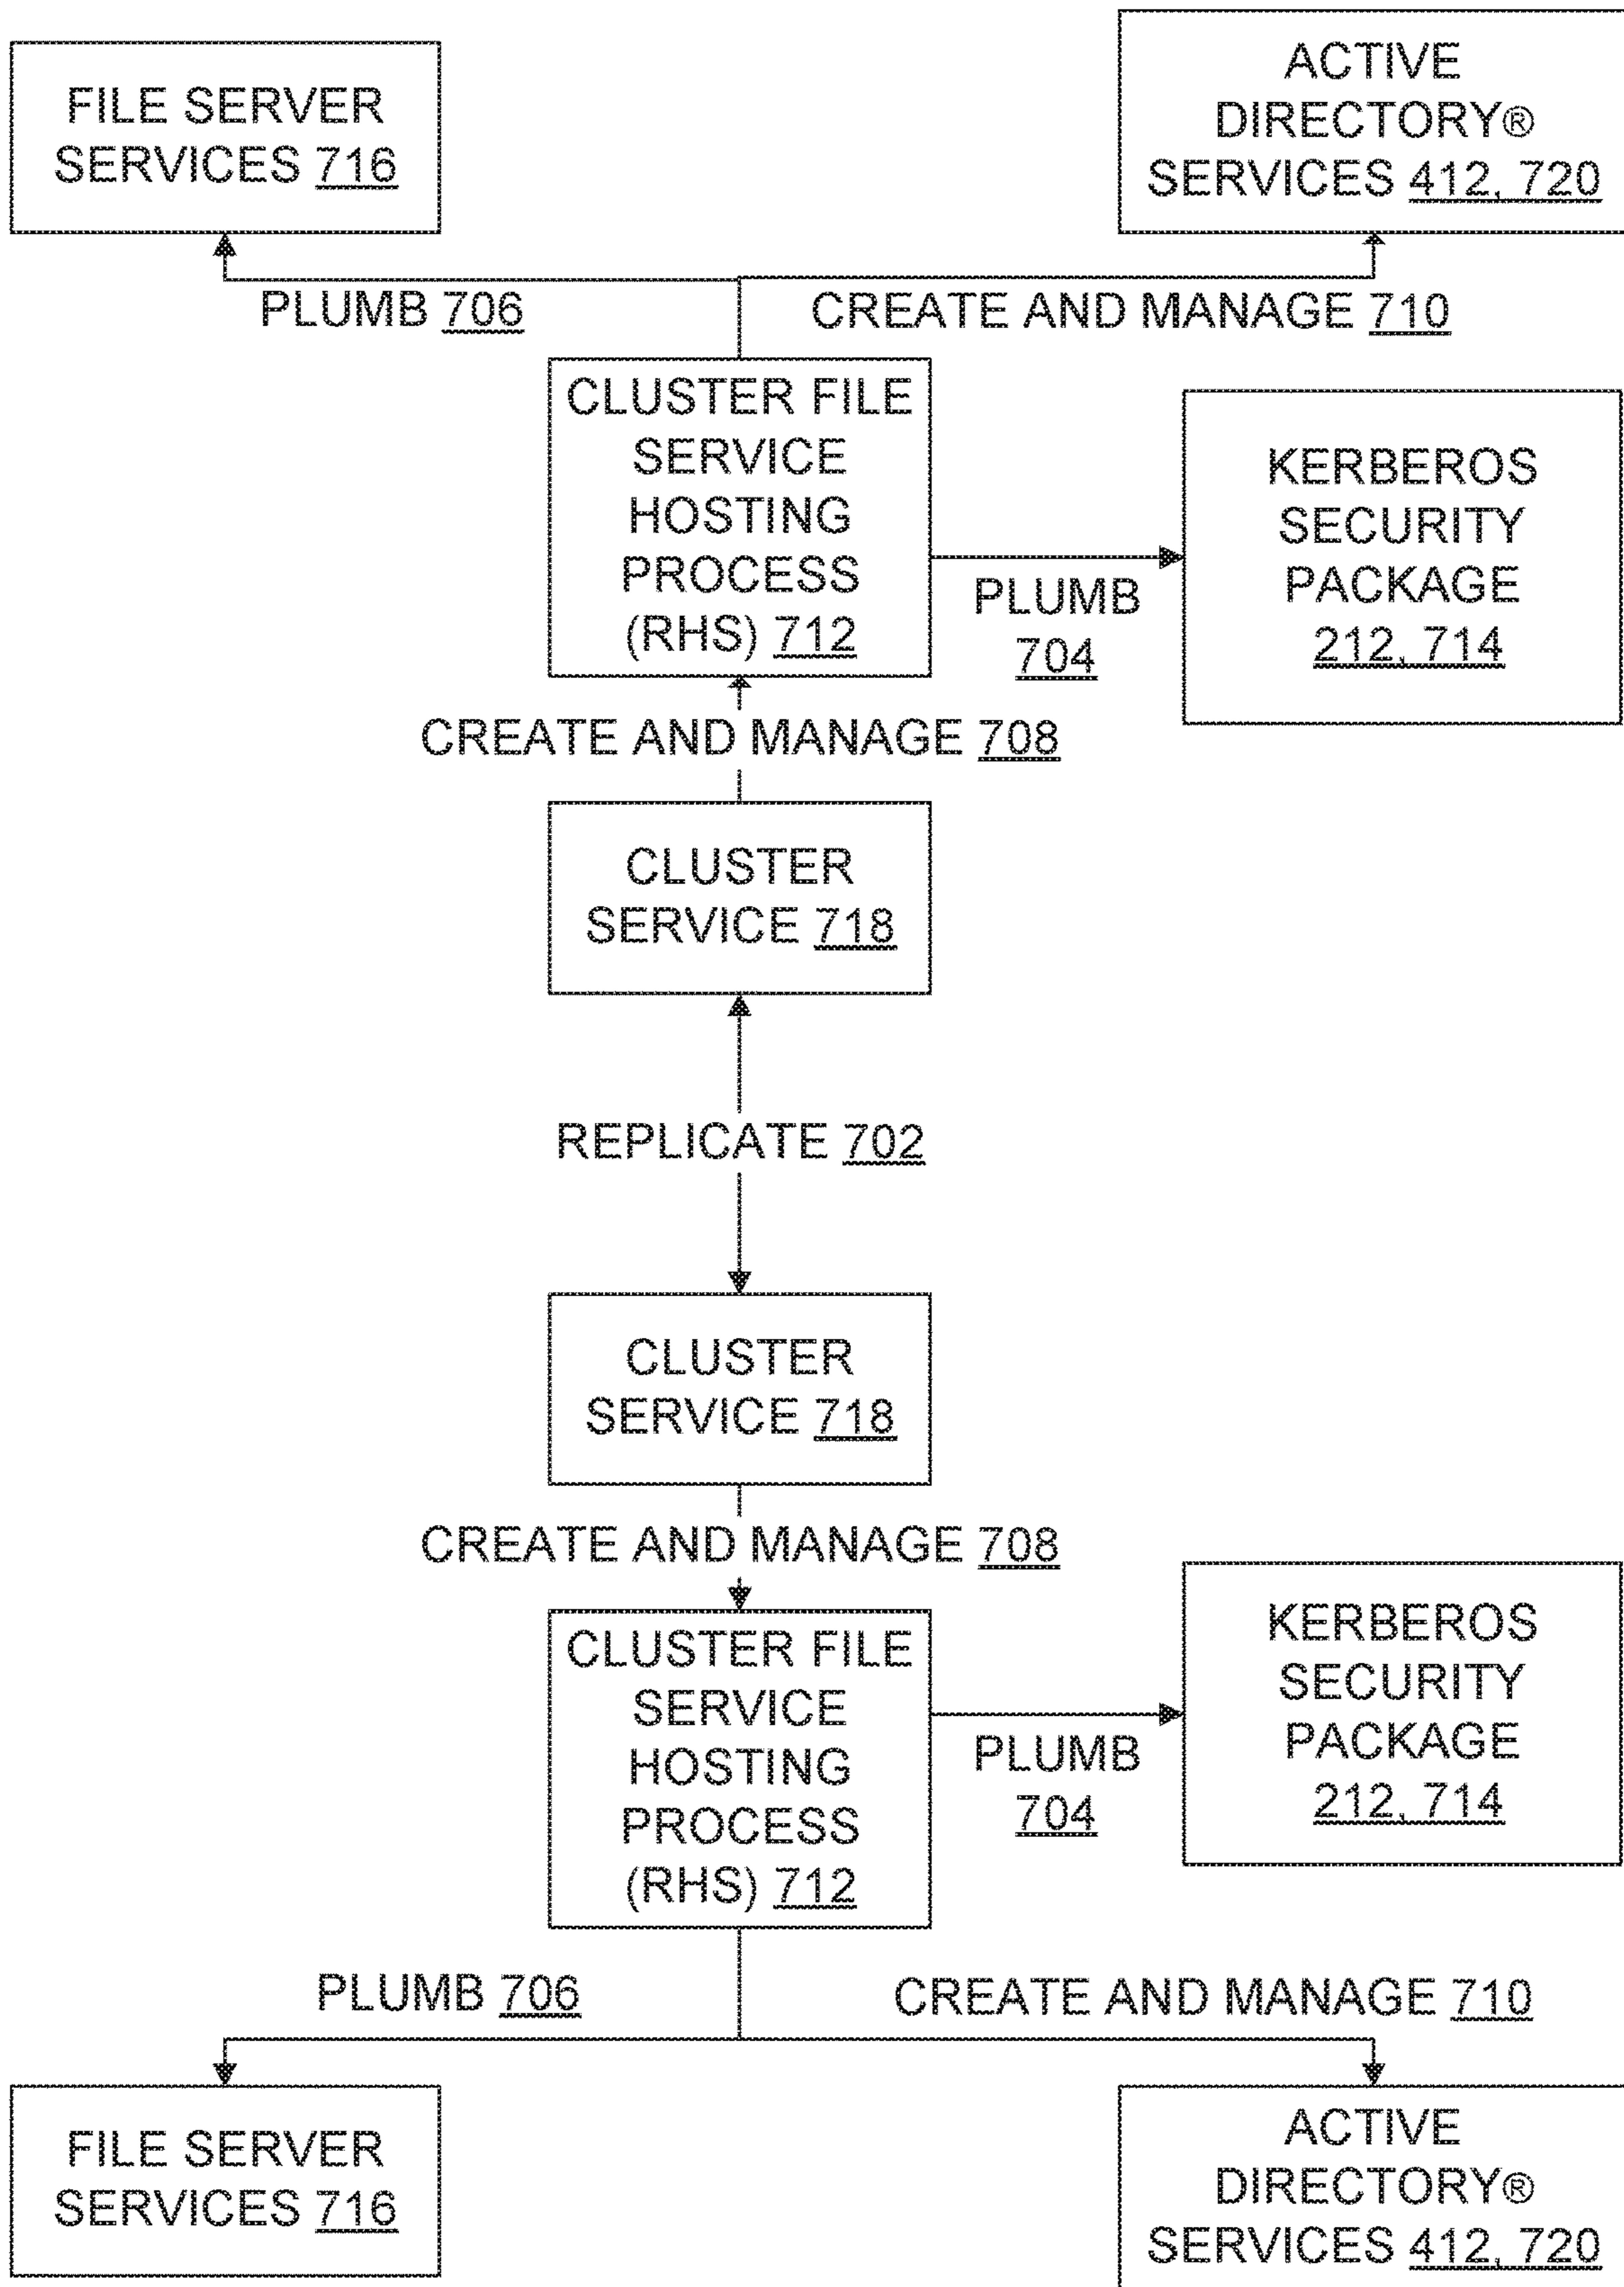 FILE SERVER
SERVICES 716
ACTIVE
DIRECTORY®
SERVICES 412, 720
PLUMB 706
CREATE AND MANAGE 710
CLUSTER FILE
SERVICE
HOSTING
PROCESS
(RHS) 712
PLUMB
704
KERBEROS
SECURITY
PACKAGE
212, 714
CREATE AND MANAGE 708
CLUSTER
SERVICE 718
REPLICATE 702
CLUSTER
SERVICE 718
CREATE AND MANAGE 708
CLUSTER FILE
SERVICE
HOSTING
PROCESS
(RHS) 712
PLUMB
704
KERBEROS
SECURITY
PACKAGE
212, 714
PLUMB 706
CREATE AND MANAGE 710
FILE SERVER
SERVICES 716
ACTIVE
DIRECTORY®
SERVICES 412, 720